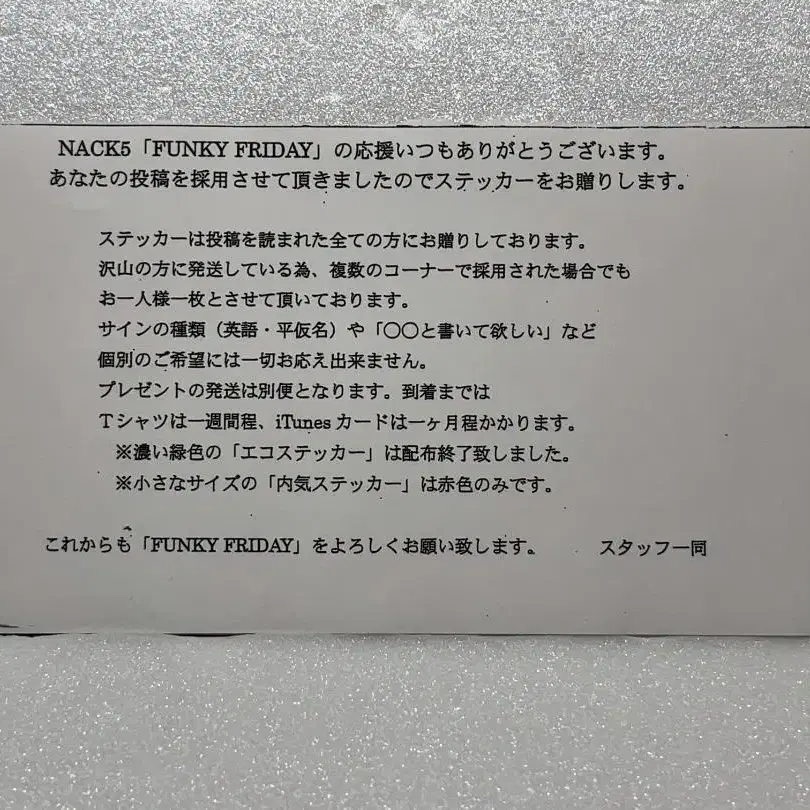 NACK5「FUNKY FRIDAY」の応援いつもありがとうございます。
あなたの投稿を採用させて頂きましたのでステッカーをお贈りします。
ステッカーは投稿を読まれた全ての方にお贈りしております。
沢山の方に発送している為、複数のコーナーで採用された場合でも
お一人様一枚とさせて頂いております。
サインの種類（英語・平仮名）や「〇〇と書いて欲しい」など
個別のご希望には一切お応え出来ません。
プレゼントの発送は別便となります。到着までは
Tシャツは一週間程、iTunesカードは一ヶ月程かかります。
※濃い緑色の「エコステッカー」は配布終了致しました。
※小さなサイズの「内気ステッカー」は赤色のみです。
これからも「FUNKY FRIDAY」をよろしくお願い致します。 スタッフ一同